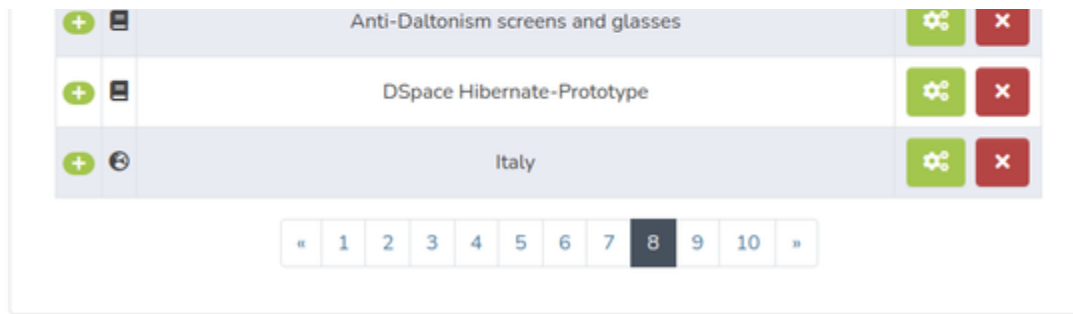 Anti-Daltonism screens and glasses
DSpace Hibernate-Prototype
Italy
« 1 2 3 4 5 6 7 8 9 10 »